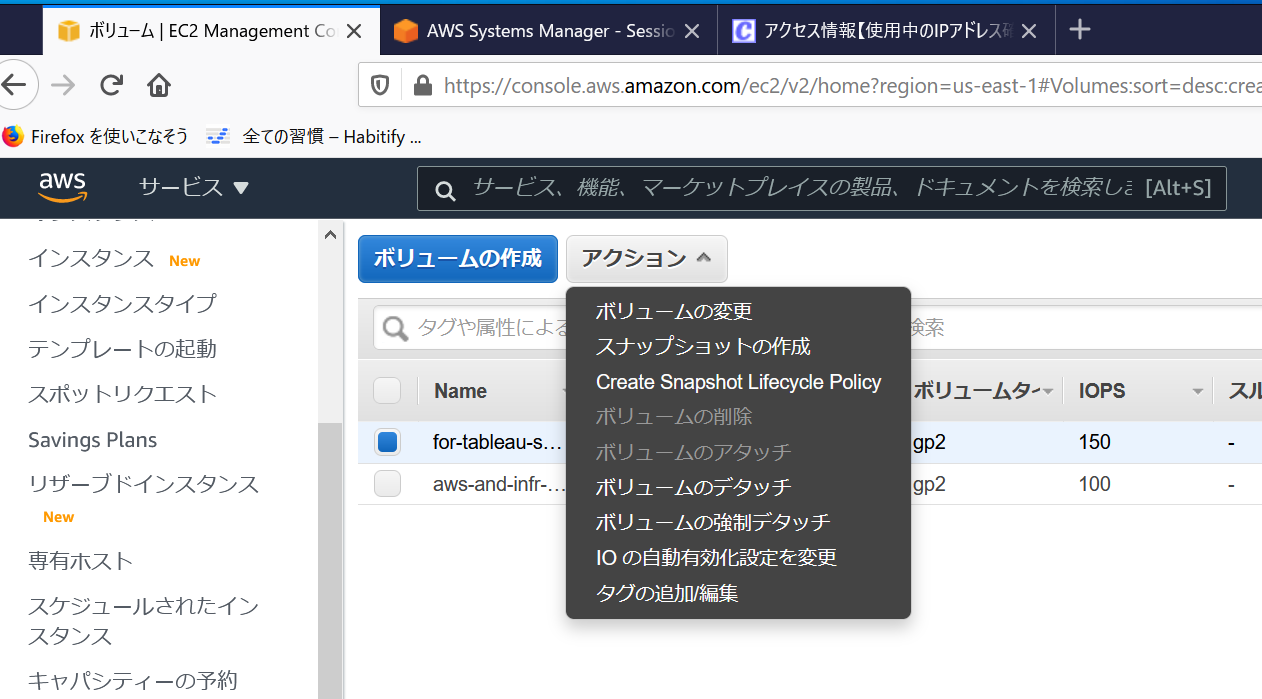 ボリューム | EC2 Management Co
AWS Systems Manager - Sessio
アクセス情報【使用中のIPアドレス確
https://console.aws.amazon.com/ec2/v2/home?region=us-east-1#Volumes:sort=desc:crea
Firefox を使いこなそう
全ての習慣 – Habitify ...
aws
サービス
サービス、機能、マーケットプレイスの製品、ドキュメントを検索しま
[Alt+S]
インスタンス New
インスタンスタイプ
テンプレートの起動
スポットリクエスト
Savings Plans
リザーブドインスタンス
New
専有ホスト
スケジュールされたイン
スタンス
キャパシティーの予約
ボリュームの作成
アクション
タグや属性による
検索
Name
ボリュームター
IOPS
スル
for-tableau-s...
gp2
150
-
aws-and-infr-...
gp2
100
-
ボリュームの変更
スナップショットの作成
Create Snapshot Lifecycle Policy
ボリュームの削除
ボリュームのアタッチ
ボリュームのデタッチ
ボリュームの強制デタッチ
IO の自動有効化設定を変更
タグの追加/編集